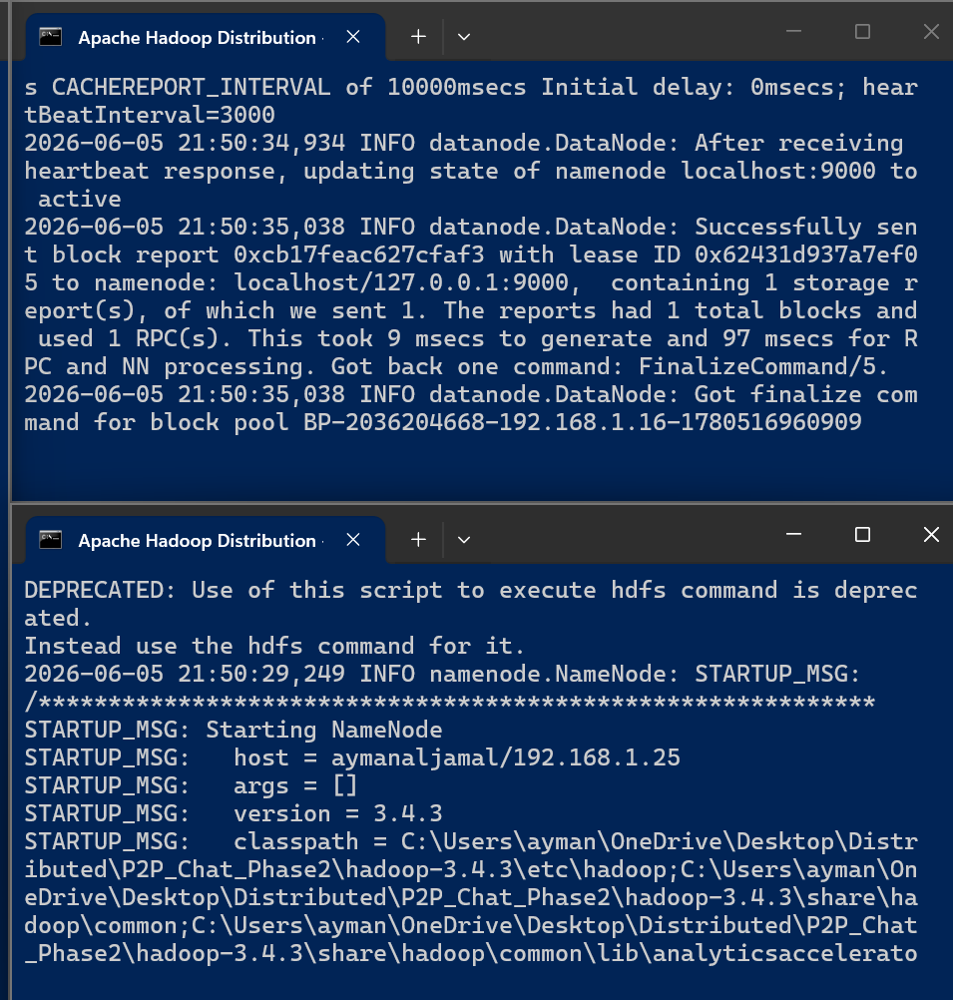 Apache Hadoop Distribution
s CACHEREPORT_INTERVAL of 10000msecs Initial delay: 0msecs; hear
tBeatInterval=3000
2026-06-05 21:50:34,934 INFO datanode.DataNode: After receiving
heartbeat response, updating state of namenode localhost:9000 to
 active
2026-06-05 21:50:35,038 INFO datanode.DataNode: Successfully sen
t block report 0xcb17feac627cfaf3 with lease ID 0x62431d937a7ef0
5 to namenode: localhost/127.0.0.1:9000,  containing 1 storage r
eport(s), of which we sent 1. The reports had 1 total blocks and
 used 1 RPC(s). This took 9 msecs to generate and 97 msecs for R
PC and NN processing. Got back one command: FinalizeCommand/5.
2026-06-05 21:50:35,038 INFO datanode.DataNode: Got finalize com
mand for block pool BP-2036204668-192.168.1.16-1780516960909
Apache Hadoop Distribution
DEPRECATED: Use of this script to execute hdfs command is deprec
ated.
Instead use the hdfs command for it.
2026-06-05 21:50:29,249 INFO namenode.NameNode: STARTUP_MSG:
/************************************************************
STARTUP_MSG: Starting NameNode
STARTUP_MSG:   host = aymanaljamal/192.168.1.25
STARTUP_MSG:   args = []
STARTUP_MSG:   version = 3.4.3
STARTUP_MSG:   classpath = C:\Users\ayman\OneDrive\Desktop\Distr
ibuted\P2P_Chat_Phase2\hadoop-3.4.3\etc\hadoop;C:\Users\ayman\On
eDrive\Desktop\Distributed\P2P_Chat_Phase2\hadoop-3.4.3\share\ha
doop\common;C:\Users\ayman\OneDrive\Desktop\Distributed\P2P_Chat
_Phase2\hadoop-3.4.3\share\hadoop\common\lib\analyticsaccelerato